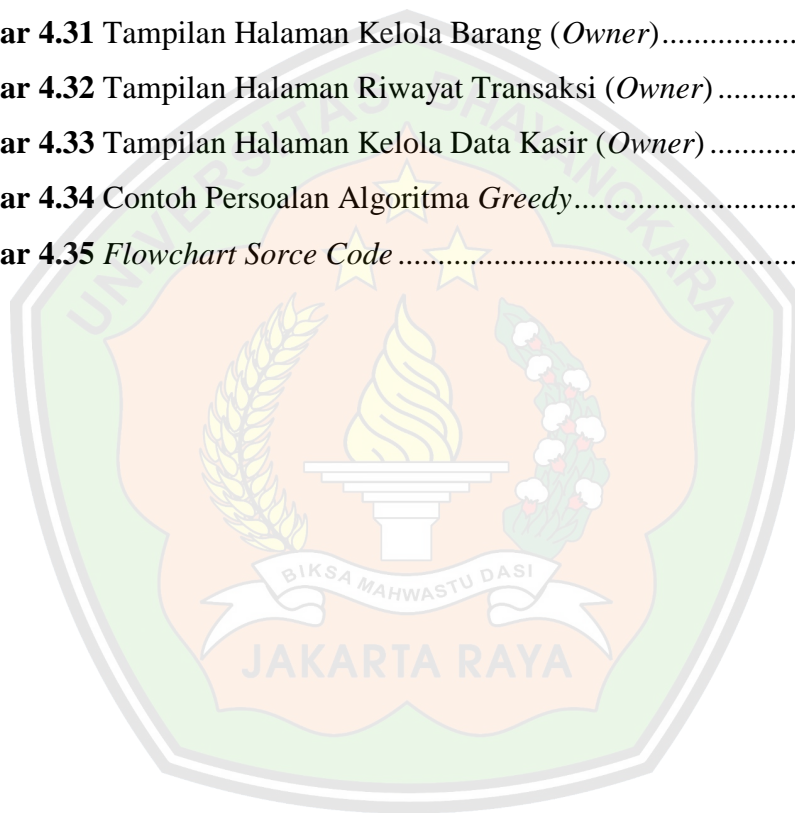 ar 4.31 Tampilan Halaman Kelola Barang (Owner)..................
ar 4.32 Tampilan Halaman Riwayat Transaksi (Owner)..........
ar 4.33 Tampilan Halaman Kelola Data Kasir (Owner)...........
ar 4.34 Contoh Persoalan Algoritma Greedy............................
ar 4.35 Flowchart Sorce Code..................................................
UNIVERSITAS BHAYANGKARA
BIKSA MAHWASTU DASI
JAKARTA RAYA